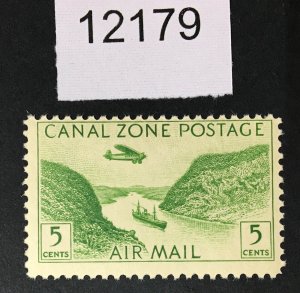 12179
CANAL ZONE POSTAGE
5 CENTS
AIR MAIL
5 CENTS